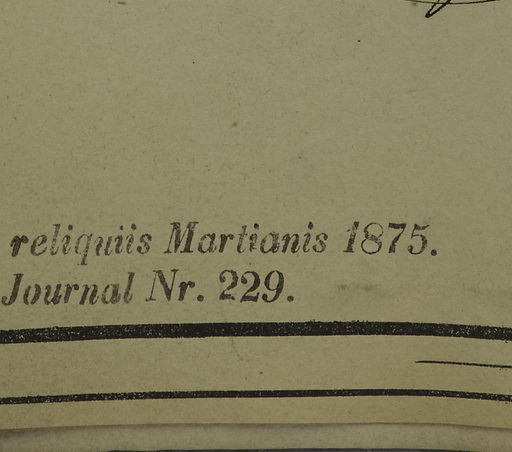 reliquiis Martianis 1875.
Journal Nr. 229.